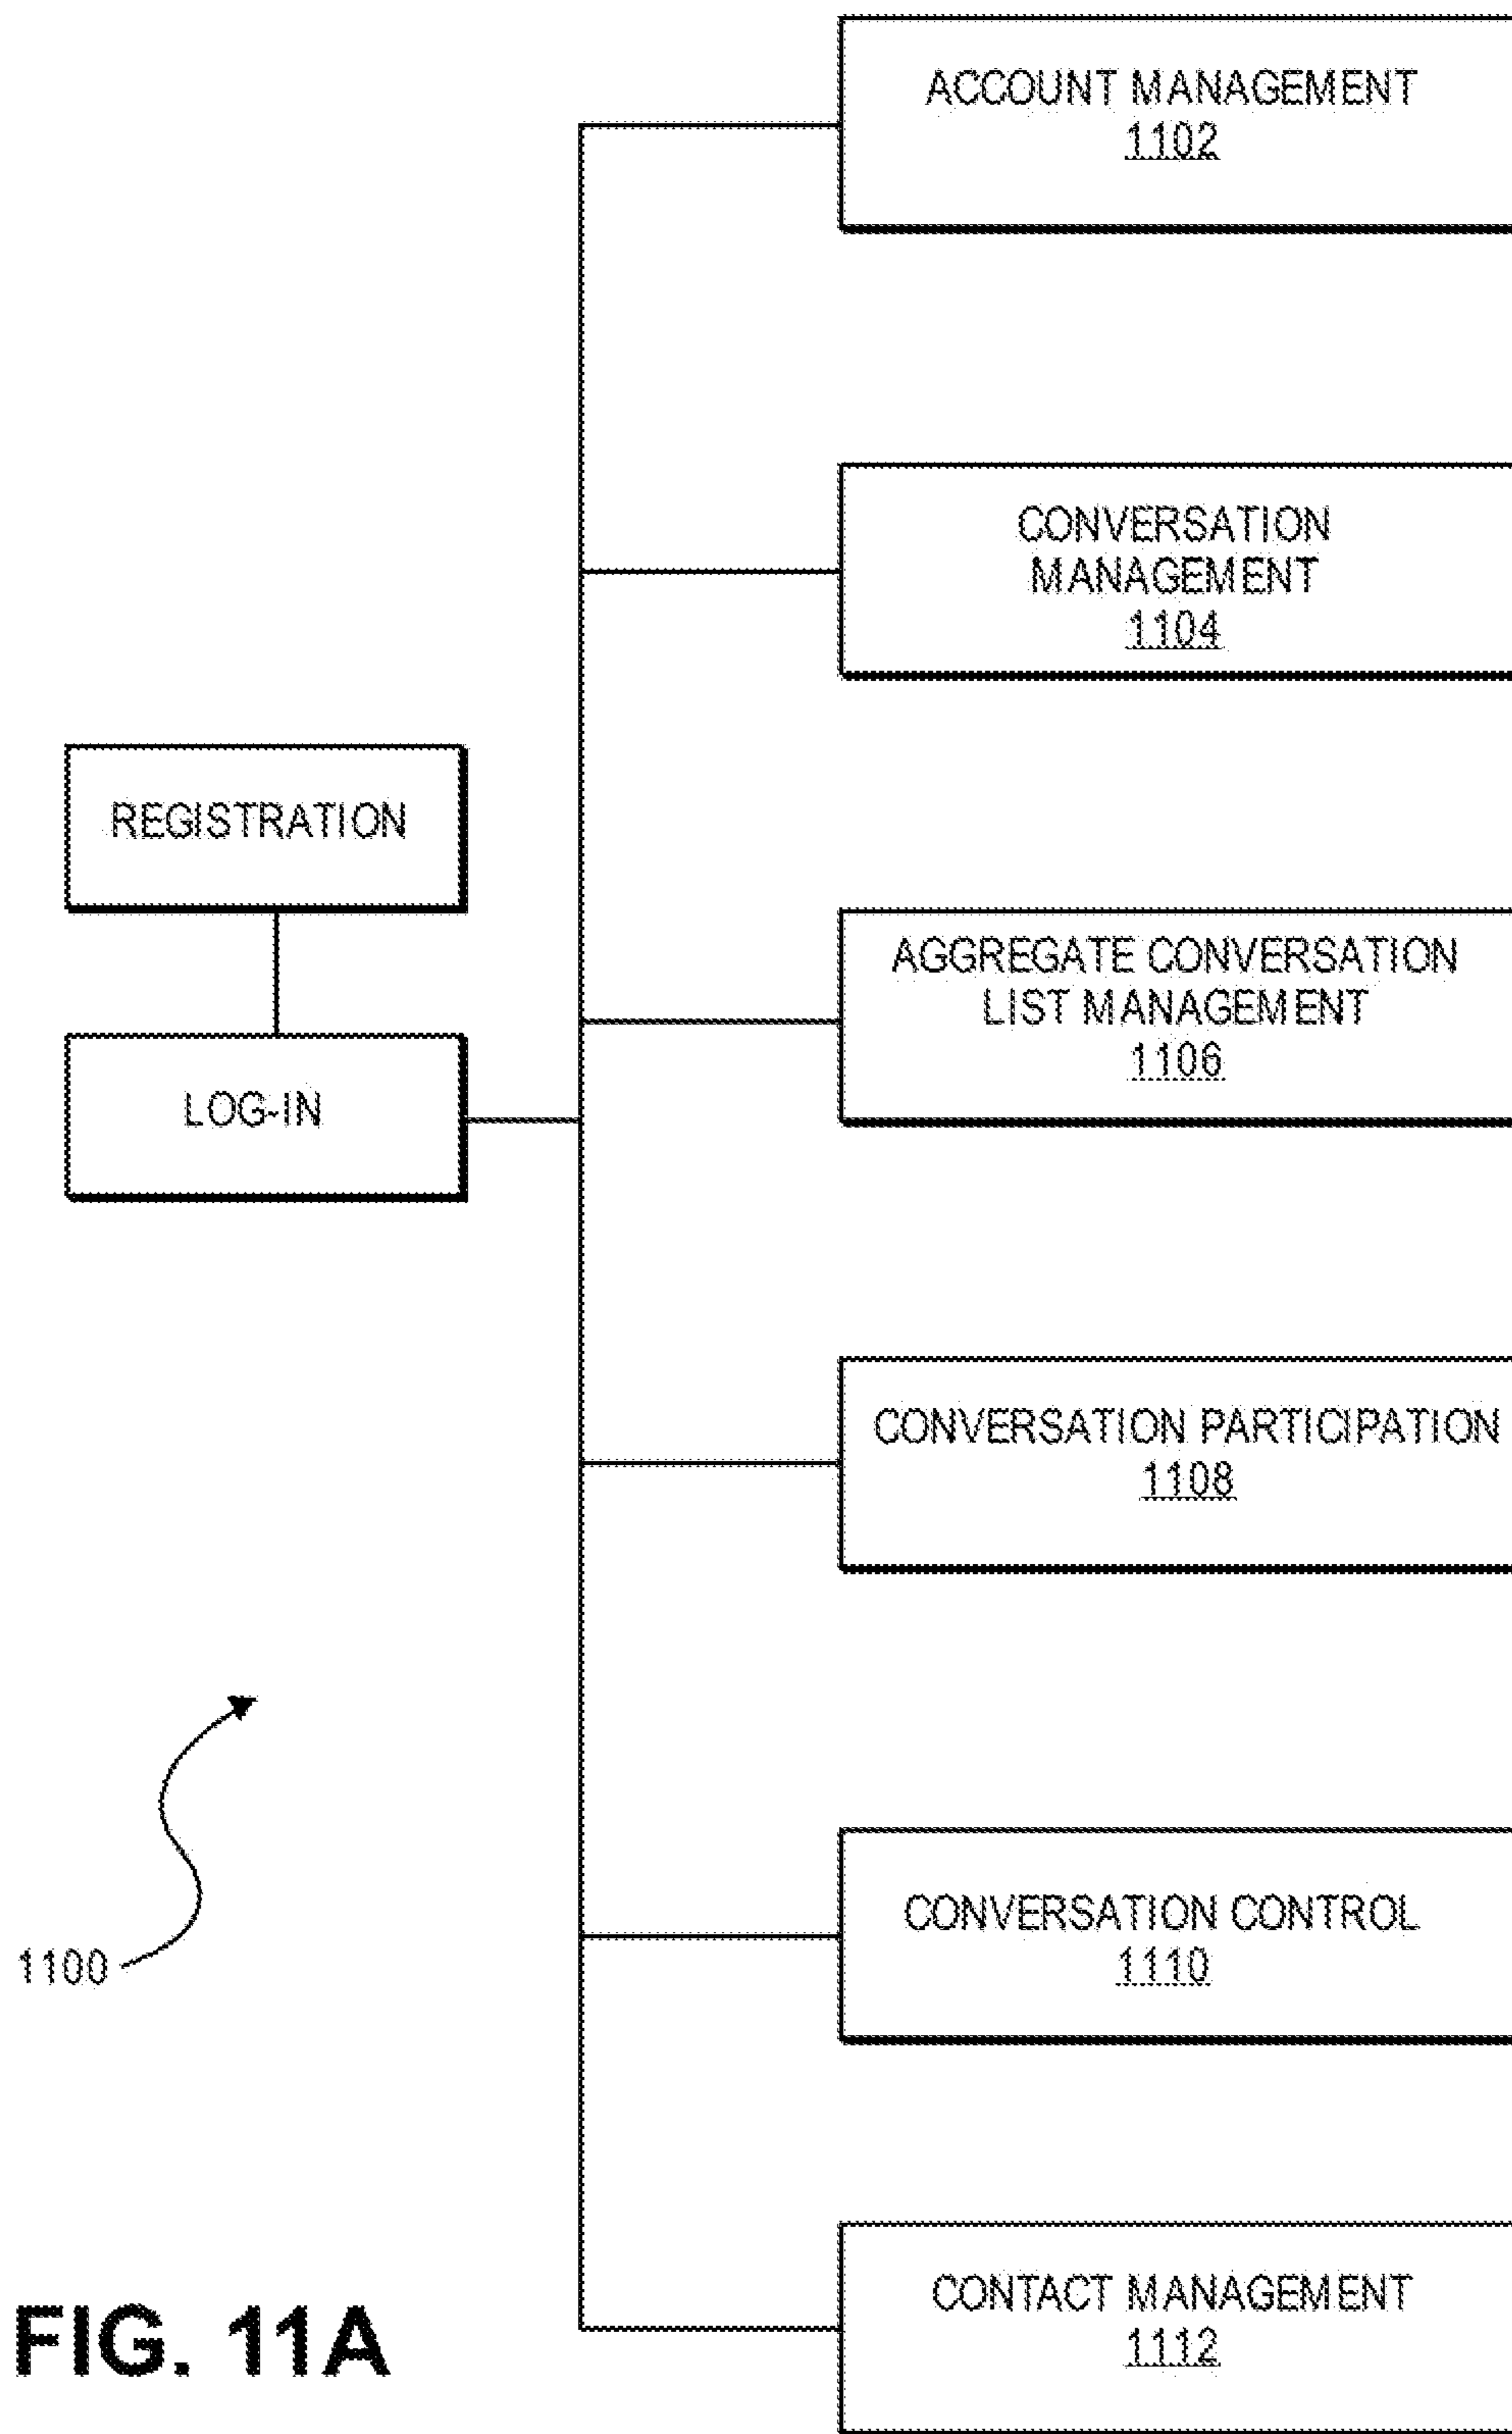 ACCOUNT MANAGEMENT
1102
CONVERSATION
MANAGEMENT
1104
REGISTRATION
AGGREGATE CONVERSATION
LIST MANAGEMENT
1106
LOG-IN
CONVERSATION PARTICIPATION
1108
CONVERSATION CONTROL
1110
1100
CONTACT MANAGEMENT
1112
FIG. 11A